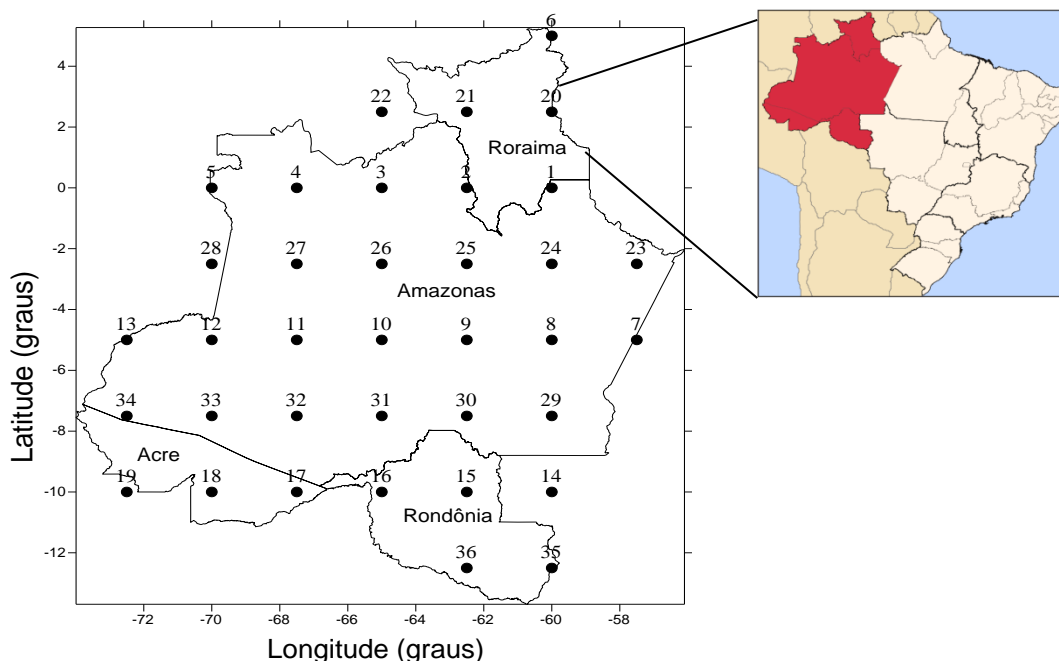 6
4
22 21 20
2
Roraima
5 4 3 2 1
0
28 27 26 25 24 23
-2
Amazonas
-4
13 12 11 10 9 8 7
-6
34 33 32 31 30 29
-8
Acre
19 18 17 16 15 14
-10
Rondônia
36 35
-12
-72 -70 -68 -66 -64 -62 -60 -58
Longitude (graus)
Latitude (graus)